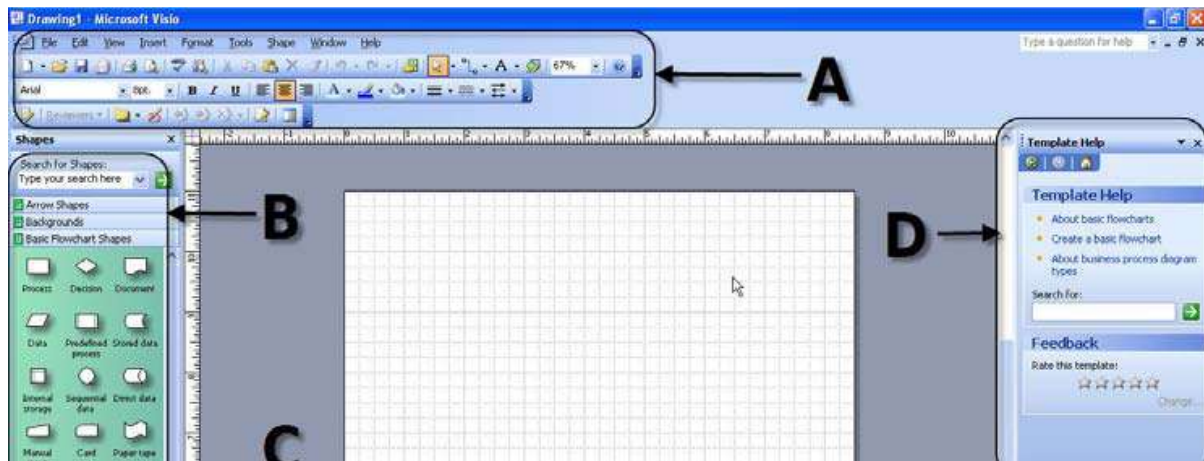 Drawing1 - Microsoft Visio
File Edit View Insert Format Tools Shape Window Help
Type a question for help
A 67%
Arial 8pt. B I U A
Reviewers
A
Shapes
Search for Shapes:
Type your search here
Arrow Shapes
Backgrounds
Basic Flowchart Shapes
Process Decision Document
Data Predefined process Stored data
Internal storage Sequential data Direct data
Manual Card Paper tape
B
C
D
Template Help
Template Help
About basic flowcharts
Create a basic flowchart
About business process diagram
types
Search for:
Feedback
Rate this template:
Change...